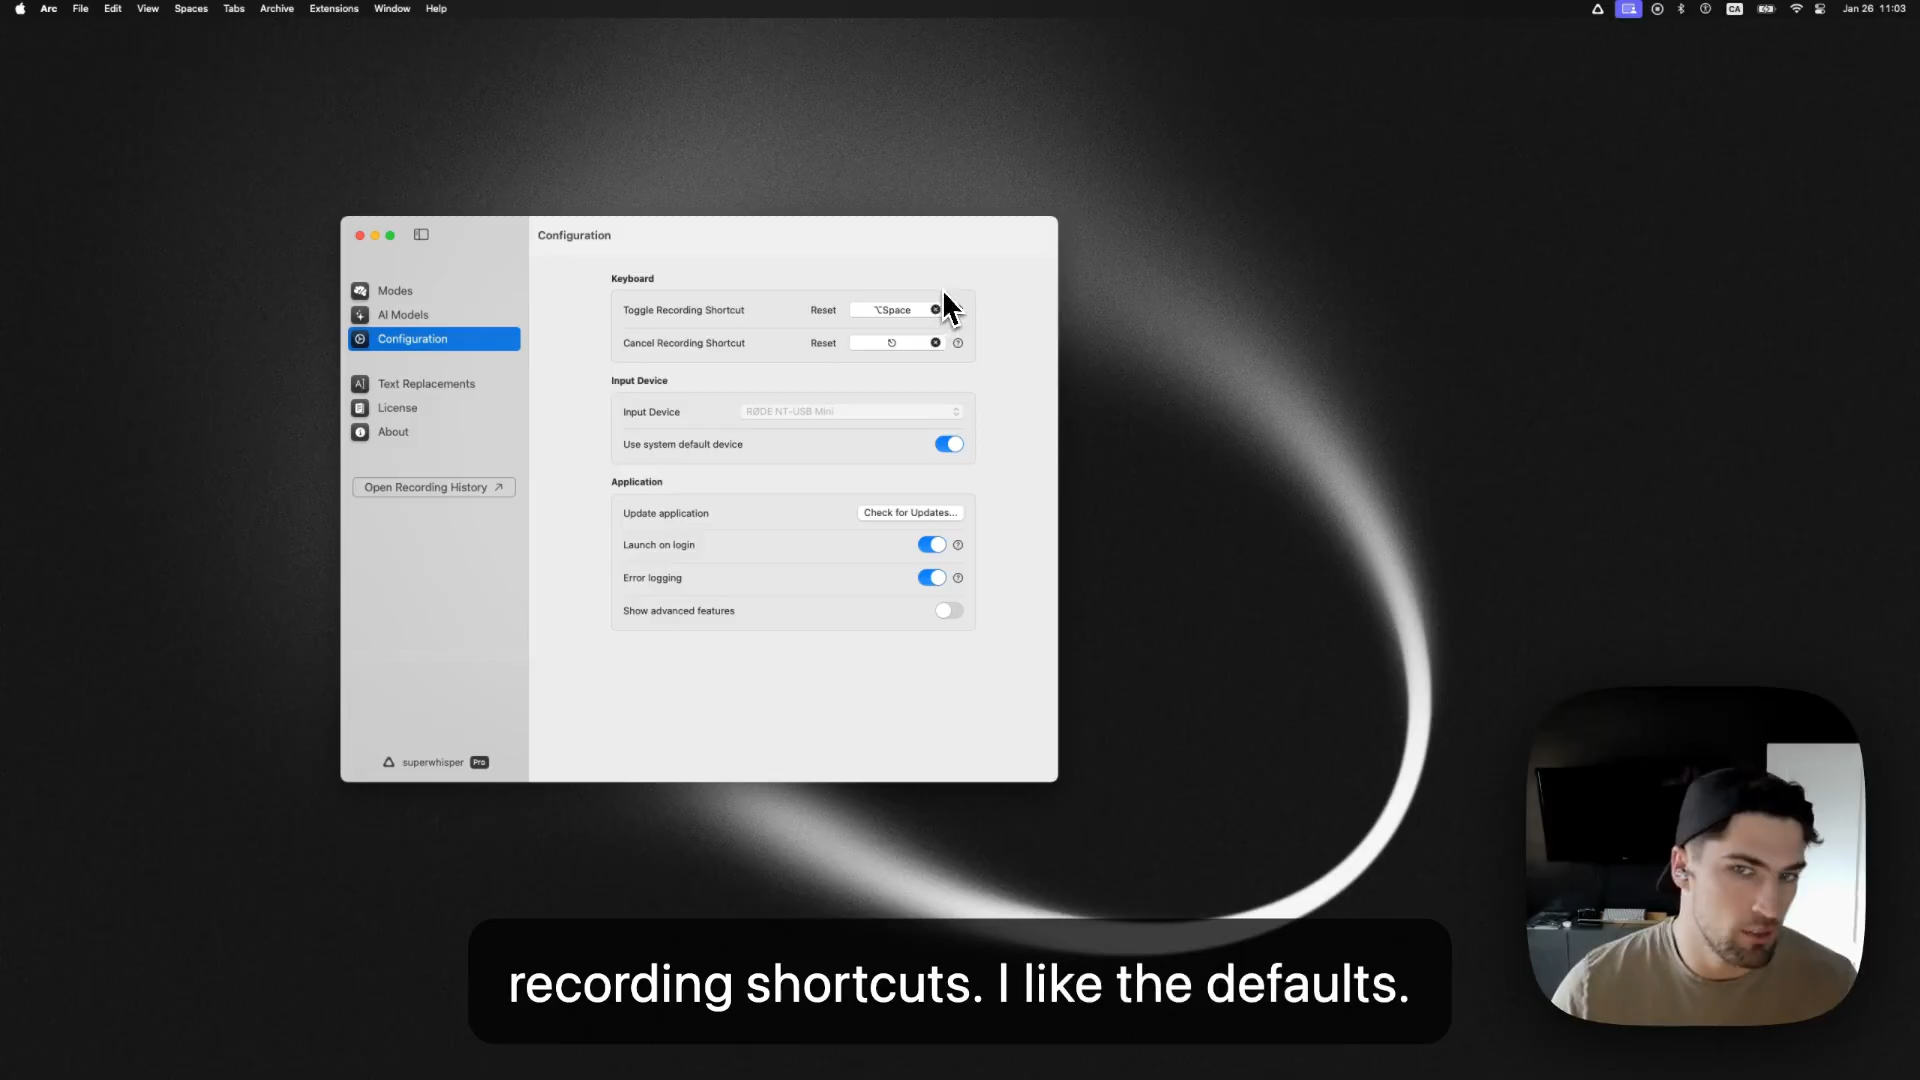 Arc File Edit View Spaces Tabs Archive Extensions Window Help
CA Jan 26 11:03
Configuration
Modes
AI Models
Configuration
Text Replacements
License
About
Open Recording History ↗
superwhisper Pro
Keyboard
Toggle Recording Shortcut Reset ⌥Space
Cancel Recording Shortcut Reset
Input Device
Input Device RØDE NT-USB Mini
Use system default device
Application
Update application Check for Updates...
Launch on login
Error logging
Show advanced features
recording shortcuts. I like the defaults.